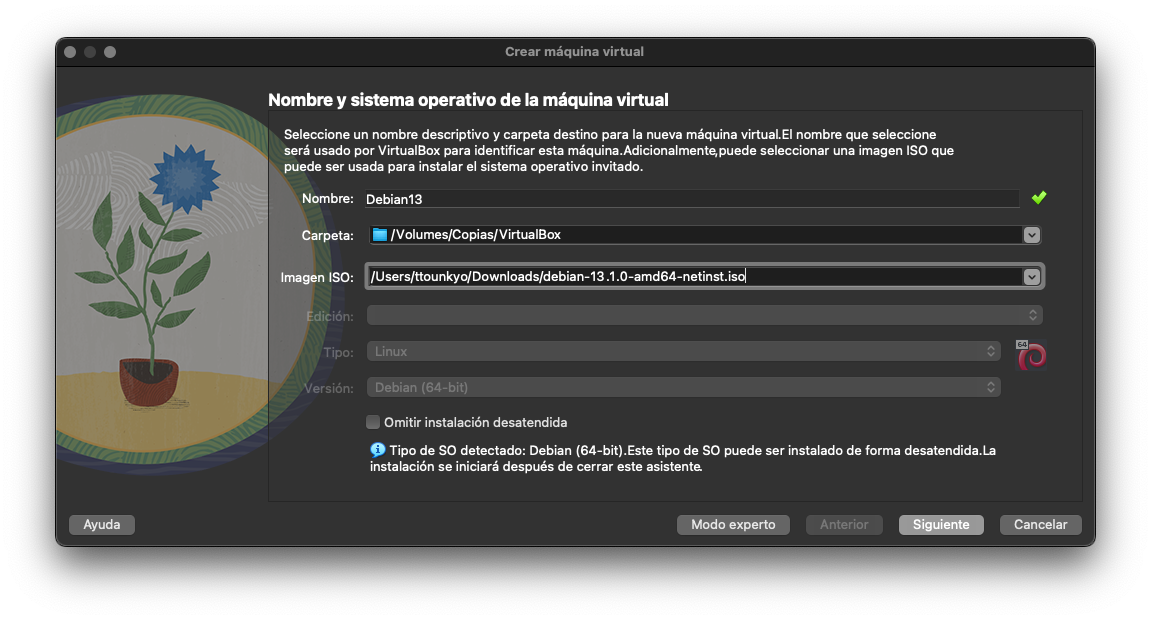 Crear máquina virtual
Nombre y sistema operativo de la máquina virtual
Seleccione un nombre descriptivo y carpeta destino para la nueva máquina virtual.El nombre que seleccione
será usado por VirtualBox para identificar esta máquina.Adicionalmente,puede seleccionar una imagen ISO que
puede ser usada para instalar el sistema operativo invitado.
Nombre: Debian13
Carpeta: /Volumes/Copias/VirtualBox
Imagen ISO: /Users/ttounkyo/Downloads/debian-13.1.0-amd64-netinst.iso
Edición:
Tipo: Linux 64
Versión: Debian (64-bit)
Omitir instalación desatendida
Tipo de SO detectado: Debian (64-bit).Este tipo de SO puede ser instalado de forma desatendida.La
instalación se iniciará después de cerrar este asistente.
Ayuda Modo experto Anterior Siguiente Cancelar